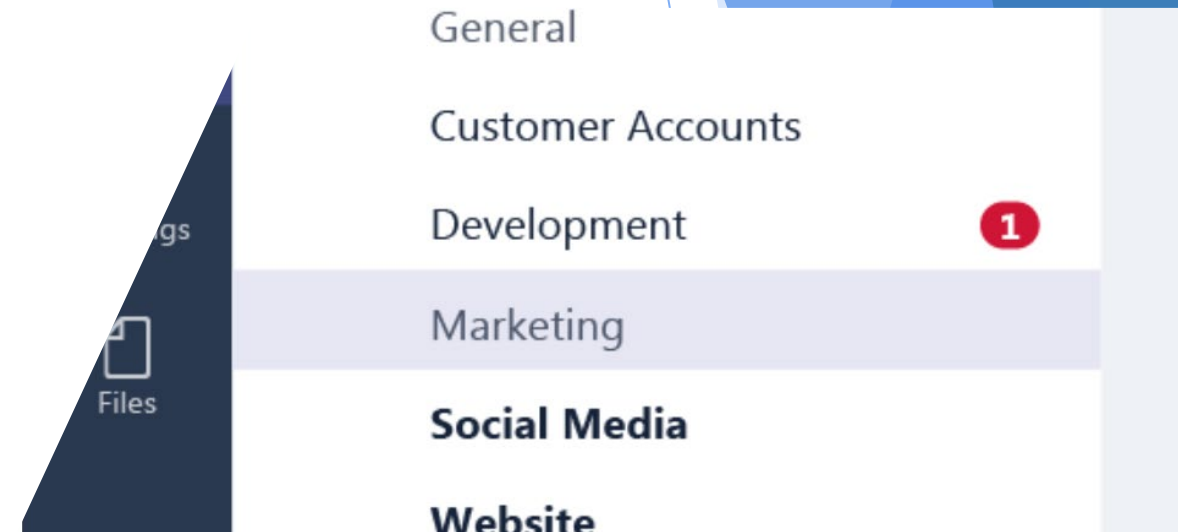 General
Customer Accounts
Development
1
Marketing
Social Media
Website
Files